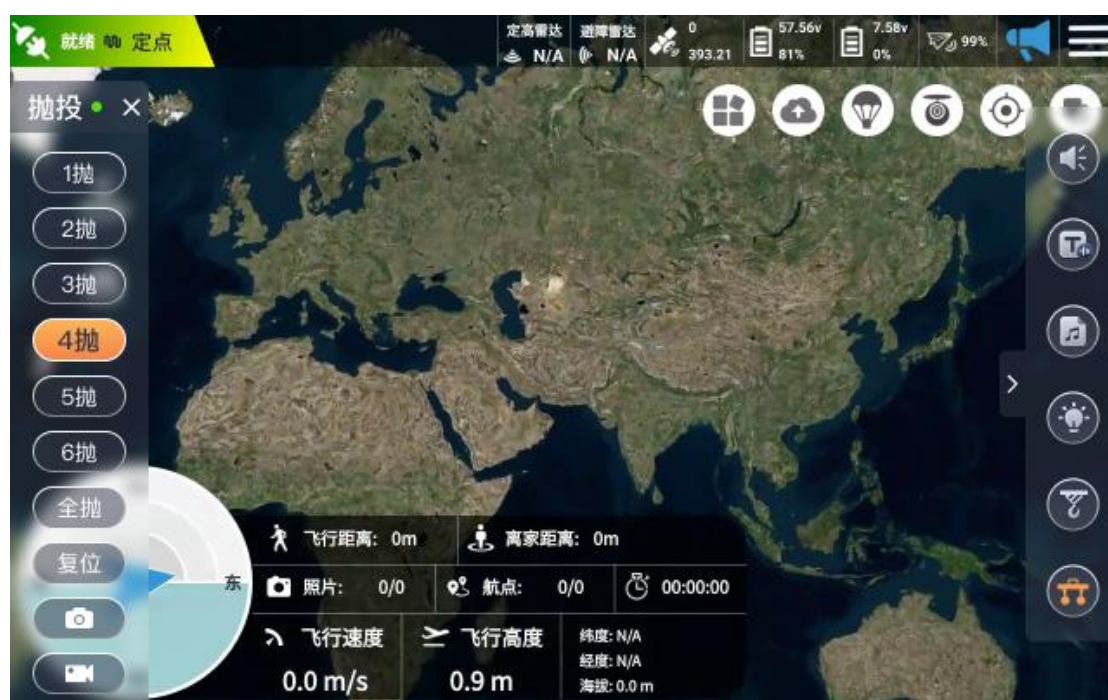 就绪 定点
定高雷达
N/A
避障雷达
N/A
0
393.21
57.56v
81%
7.58v
0%
99%
抛投
1抛
2抛
3抛
4抛
5抛
6抛
全抛
复位
东
飞行距离: 0m
离家距离: 0m
照片: 0/0
航点: 0/0
00:00:00
飞行速度
0.0 m/s
飞行高度
0.9 m
纬度: N/A
经度: N/A
海拔: 0.0 m
T